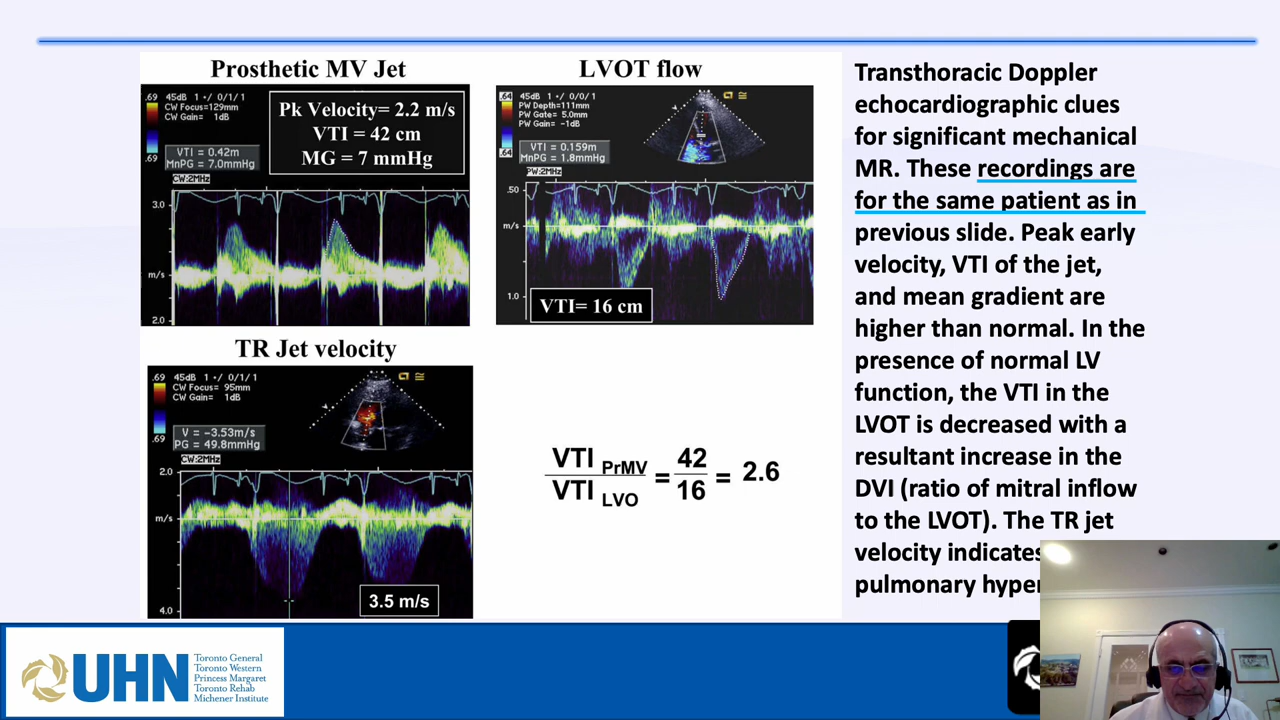 Prosthetic MV Jet
.69
45dB 1 +/0/1/1
CW Focus=129mm
CW Gain= 1dB
.69
VTI = 0.42m
MnPG = 7.0mmHg
CW:2MHz
Pk Velocity= 2.2 m/s
VTI = 42 cm
MG = 7 mmHg
3.0
m/s
2.0
LVOT flow
.64
45dB 1 +/0/1/1
PW Depth=111mm
PW Gate= 5.0mm
PW Gain= -1dB
.64
VTI = 0.159m
MnPG = 1.8mmHg
PW:2MHz
.50
m/s
1.0
VTI= 16 cm
TR Jet velocity
.69
45dB 1 +/0/1/1
CW Focus= 95mm
CW Gain= 1dB
.69
V = -3.53m/s
PG = 49.8mmHg
CW:2MHz
2.0
m/s
4.0
3.5 m/s
VTI PrMV = 42 = 2.6
VTI LVO 16
Transthoracic Doppler
echocardiographic clues
for significant mechanical
MR. These recordings are
for the same patient as in
previous slide. Peak early
velocity, VTI of the jet,
and mean gradient are
higher than normal. In the
presence of normal LV
function, the VTI in the
LVOT is decreased with a
resultant increase in the
DVI (ratio of mitral inflow
to the LVOT). The TR jet
velocity indicates
pulmonary
UHN
Toronto General
Toronto Western
Princess Margaret
Toronto Rehab
Michener Institute